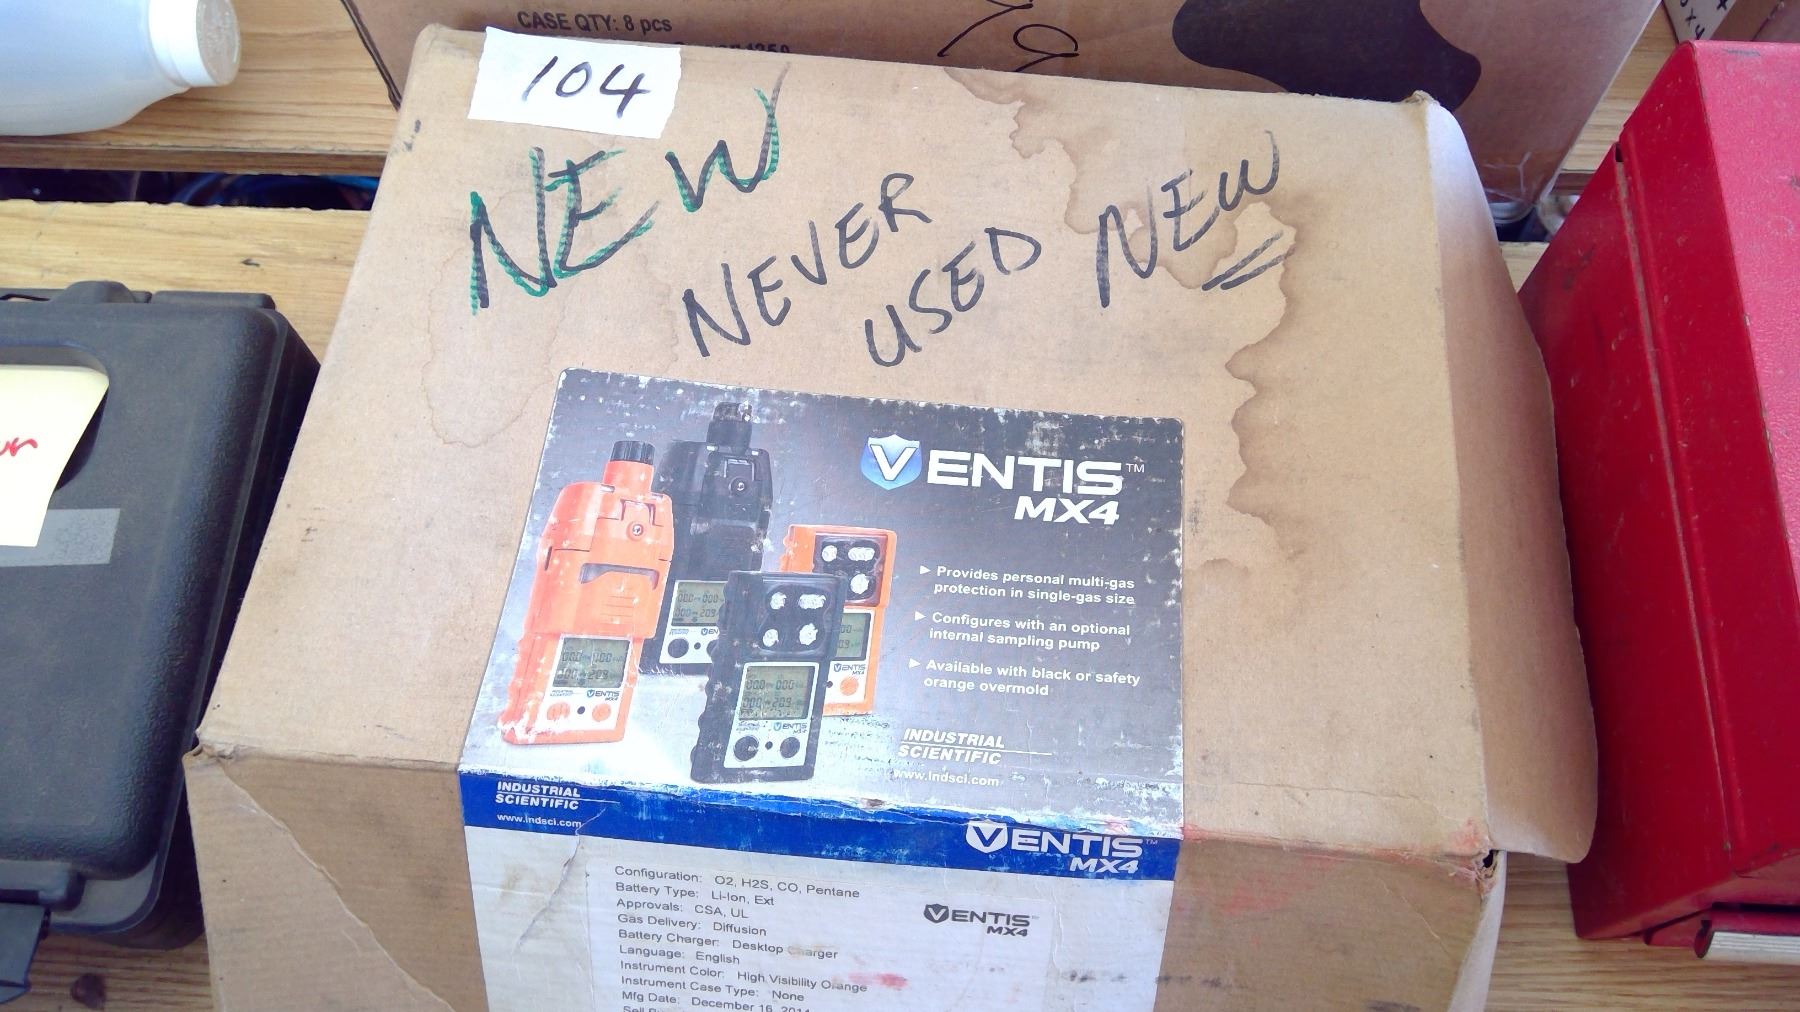 CASE QTY: 8 pcs
104
NEW
NEVER
USED
NEW
VENTIS™
MX4
▶ Provides personal multi-gas
protection in single-gas size
▶ Configures with an optional
internal sampling pump
▶ Available with black or safety
orange overmold
INDUSTRIAL
SCIENTIFIC
www.indsci.com
INDUSTRIAL
SCIENTIFIC
www.indsci.com
VENTIS™
MX4
Configuration: O2, H2S, CO, Pentane
Battery Type: Li-Ion, Ext
Approvals: CSA, UL
Gas Delivery: Diffusion
Battery Charger: Desktop Charger
Language: English
Instrument Color: High Visibility Orange
Instrument Case Type: None
Mfg Date: December 16, 2014
VENTIS
MX4